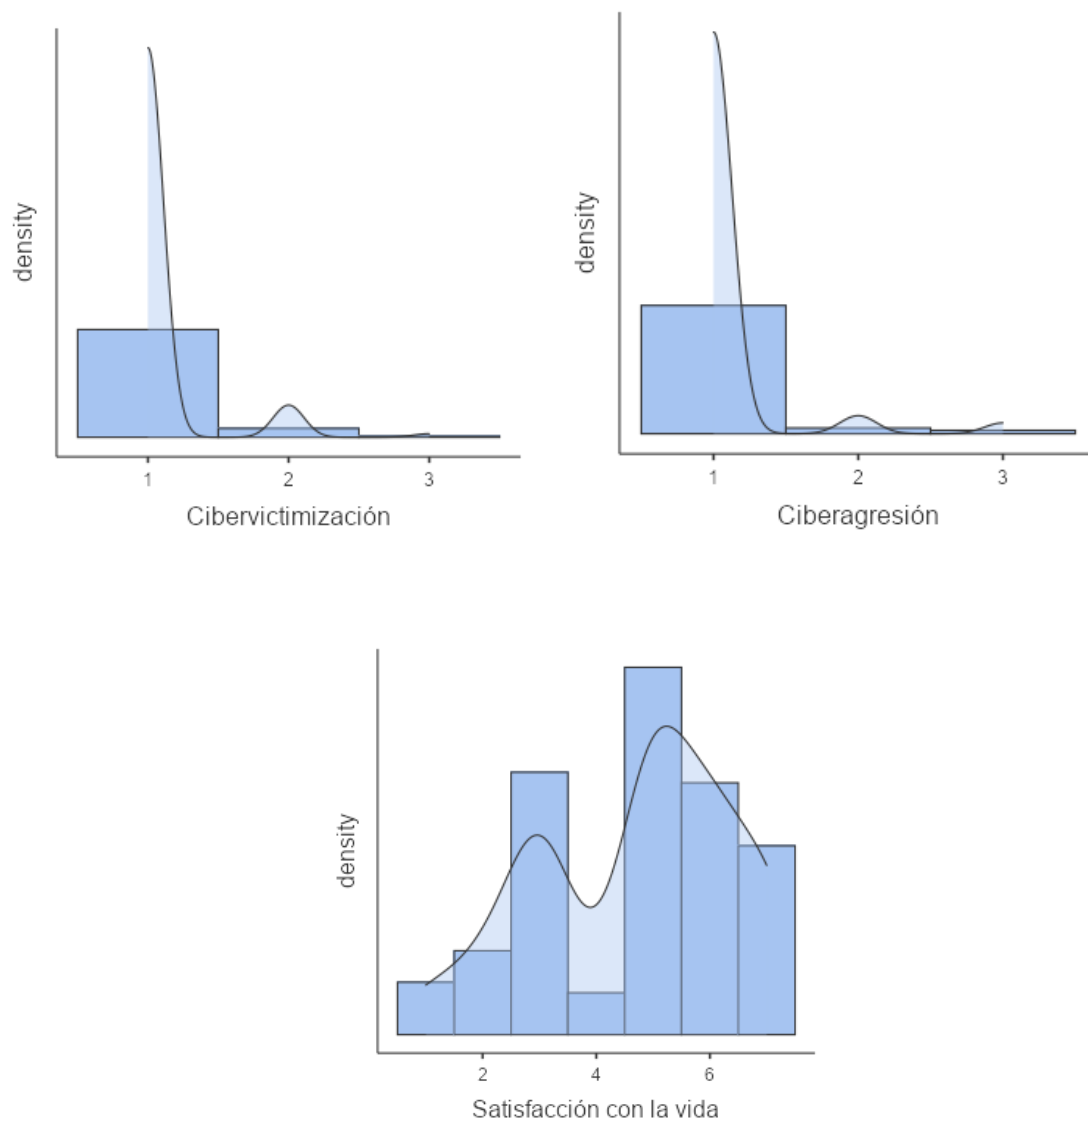 density
1 2 3
Cibervictimización
density
1 2 3
Ciberagresión
density
2 4 6
Satisfacción con la vida